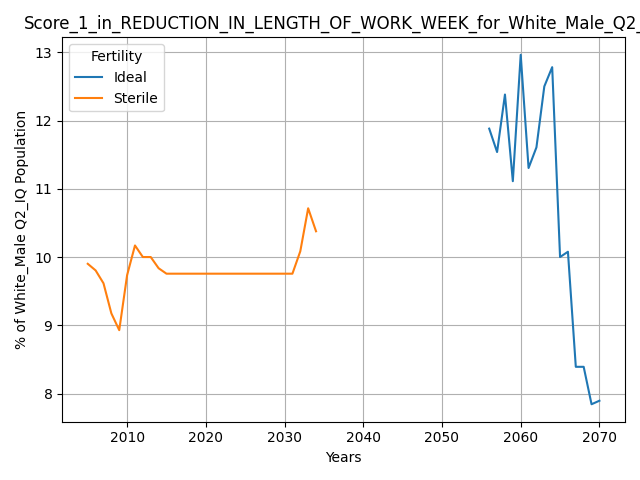 Score_1_in_REDUCTION_IN_LENGTH_OF_WORK_WEEK_for_White_Male_Q2_
Fertility
Ideal
Sterile
% of White_Male Q2_IQ Population
13
12
11
10
9
8
2010 2020 2030 2040 2050 2060 2070
Years